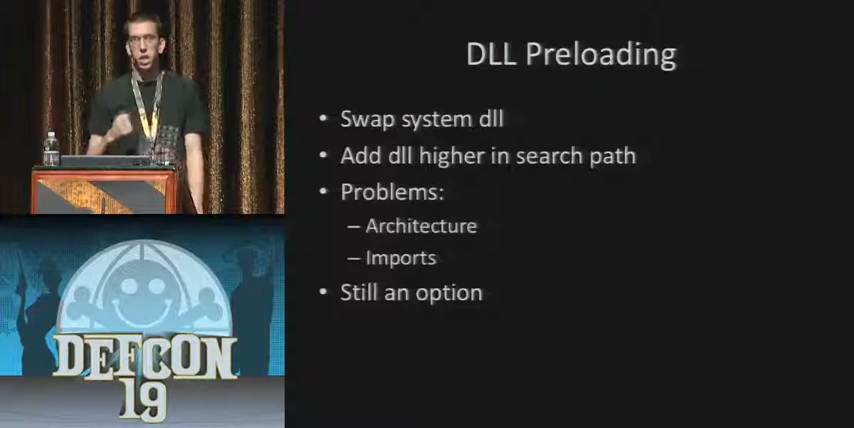 DLL Preloading
• Swap system dll
• Add dll higher in search path
• Problems:
– Architecture
– Imports
• Still an option
DEFCON
19